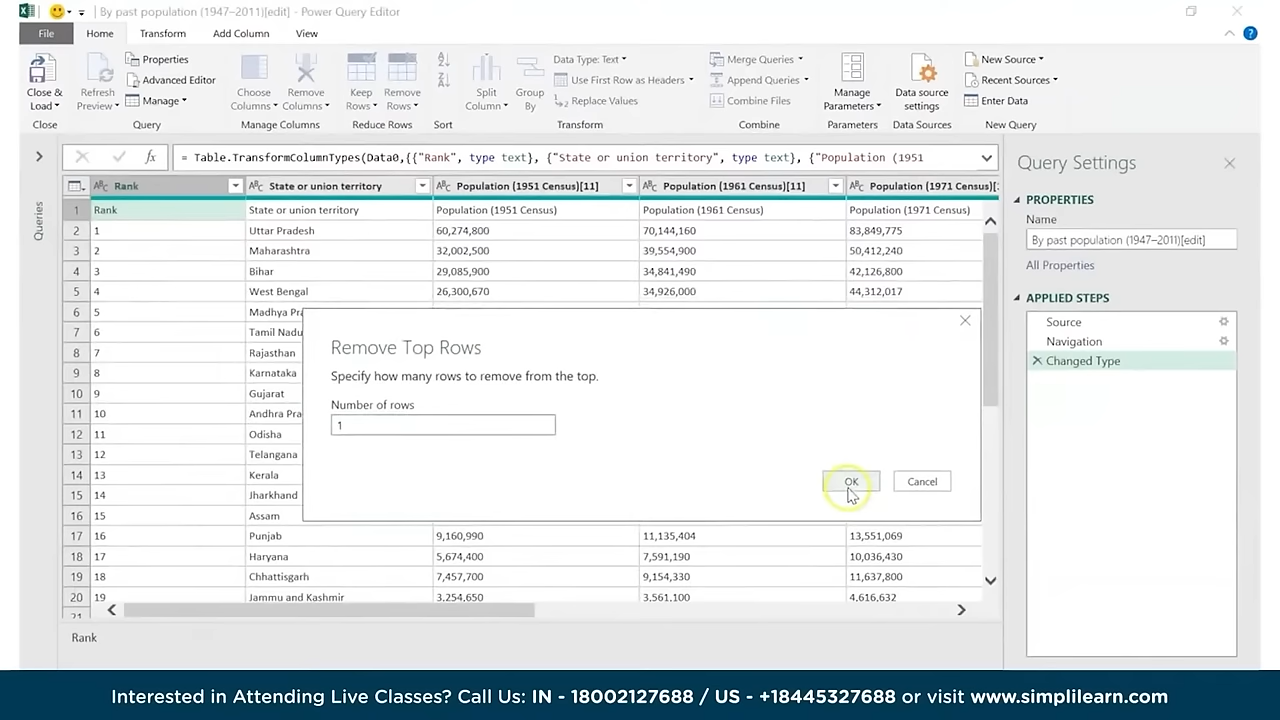 By past population (1947–2011)[edit] - Power Query Editor
File Home Transform Add Column View
Close & Load
Refresh Preview
Properties
Advanced Editor
Manage
Choose Columns
Remove Columns
Keep Rows
Remove Rows
Split Column
Group By
Data Type: Text
Use First Row as Headers
Replace Values
Merge Queries
Append Queries
Combine Files
Manage Parameters
Data source settings
New Source
Recent Sources
Enter Data
Close Query Manage Columns Reduce Rows Sort Transform Combine Parameters Data Sources New Query
fx = Table.TransformColumnTypes(Data0,{{"Rank", type text}, {"State or union territory", type text}, {"Population (1951
Queries
Rank State or union territory Population (1951 Census)[11] Population (1961 Census)[11] Population (1971 Census)[
1 Rank State or union territory Population (1951 Census) Population (1961 Census) Population (1971 Census)
2 1 Uttar Pradesh 60,274,800 70,144,160 83,849,775
3 2 Maharashtra 32,002,500 39,554,900 50,412,240
4 3 Bihar 29,085,900 34,841,490 42,126,800
5 4 West Bengal 26,300,670 34,926,000 44,312,017
6 5 Madhya Pr
7 6 Tamil Nadu
8 7 Rajasthan
9 8 Karnataka
10 9 Gujarat
11 10 Andhra Pra
12 11 Odisha
13 12 Telangana
14 13 Kerala
15 14 Jharkhand
16 15 Assam
17 16 Punjab 9,160,990 11,135,404 13,551,069
18 17 Haryana 5,674,400 7,591,190 10,036,430
19 18 Chhattisgarh 7,457,700 9,154,330 11,637,800
20 19 Jammu and Kashmir 3,254,650 3,561,100 4,616,632
21
Remove Top Rows
Specify how many rows to remove from the top.
Number of rows
1
OK Cancel
Query Settings
PROPERTIES
Name
By past population (1947–2011)[edit]
All Properties
APPLIED STEPS
Source
Navigation
Changed Type
Rank
Interested in Attending Live Classes? Call Us: IN - 18002127688 / US - +18445327688 or visit www.simplilearn.com